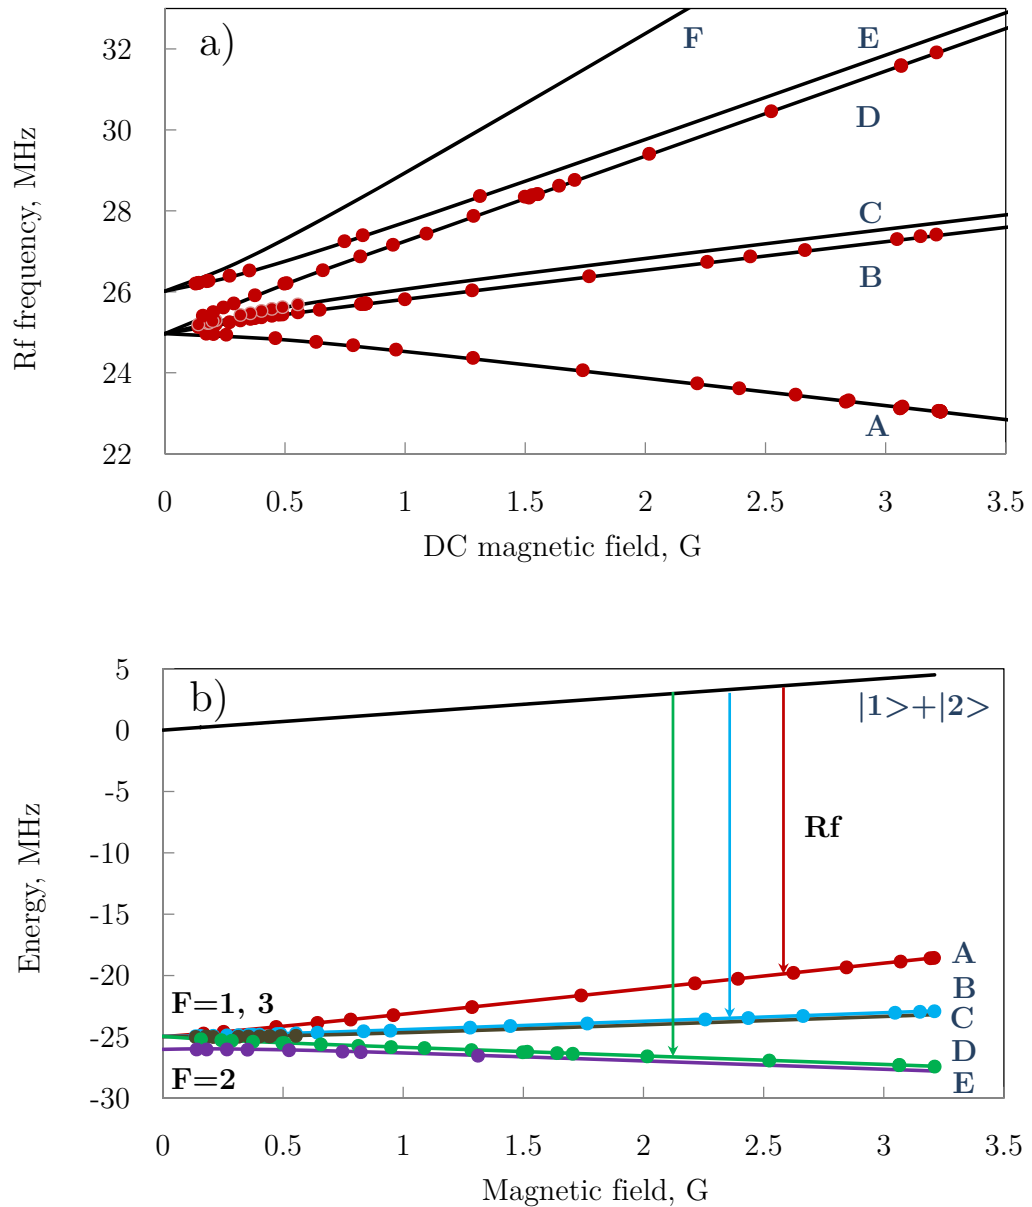 a)
32
30
28
26
24
22
Rf frequency, MHz
F
E
D
C
B
A
0 0.5 1 1.5 2 2.5 3 3.5
DC magnetic field, G
b)
5
0
-5
-10
-15
-20
-25
-30
Energy, MHz
|1>+|2>
Rf
F=1, 3
F=2
A
B
C
D
E
0 0.5 1 1.5 2 2.5 3 3.5
Magnetic field, G